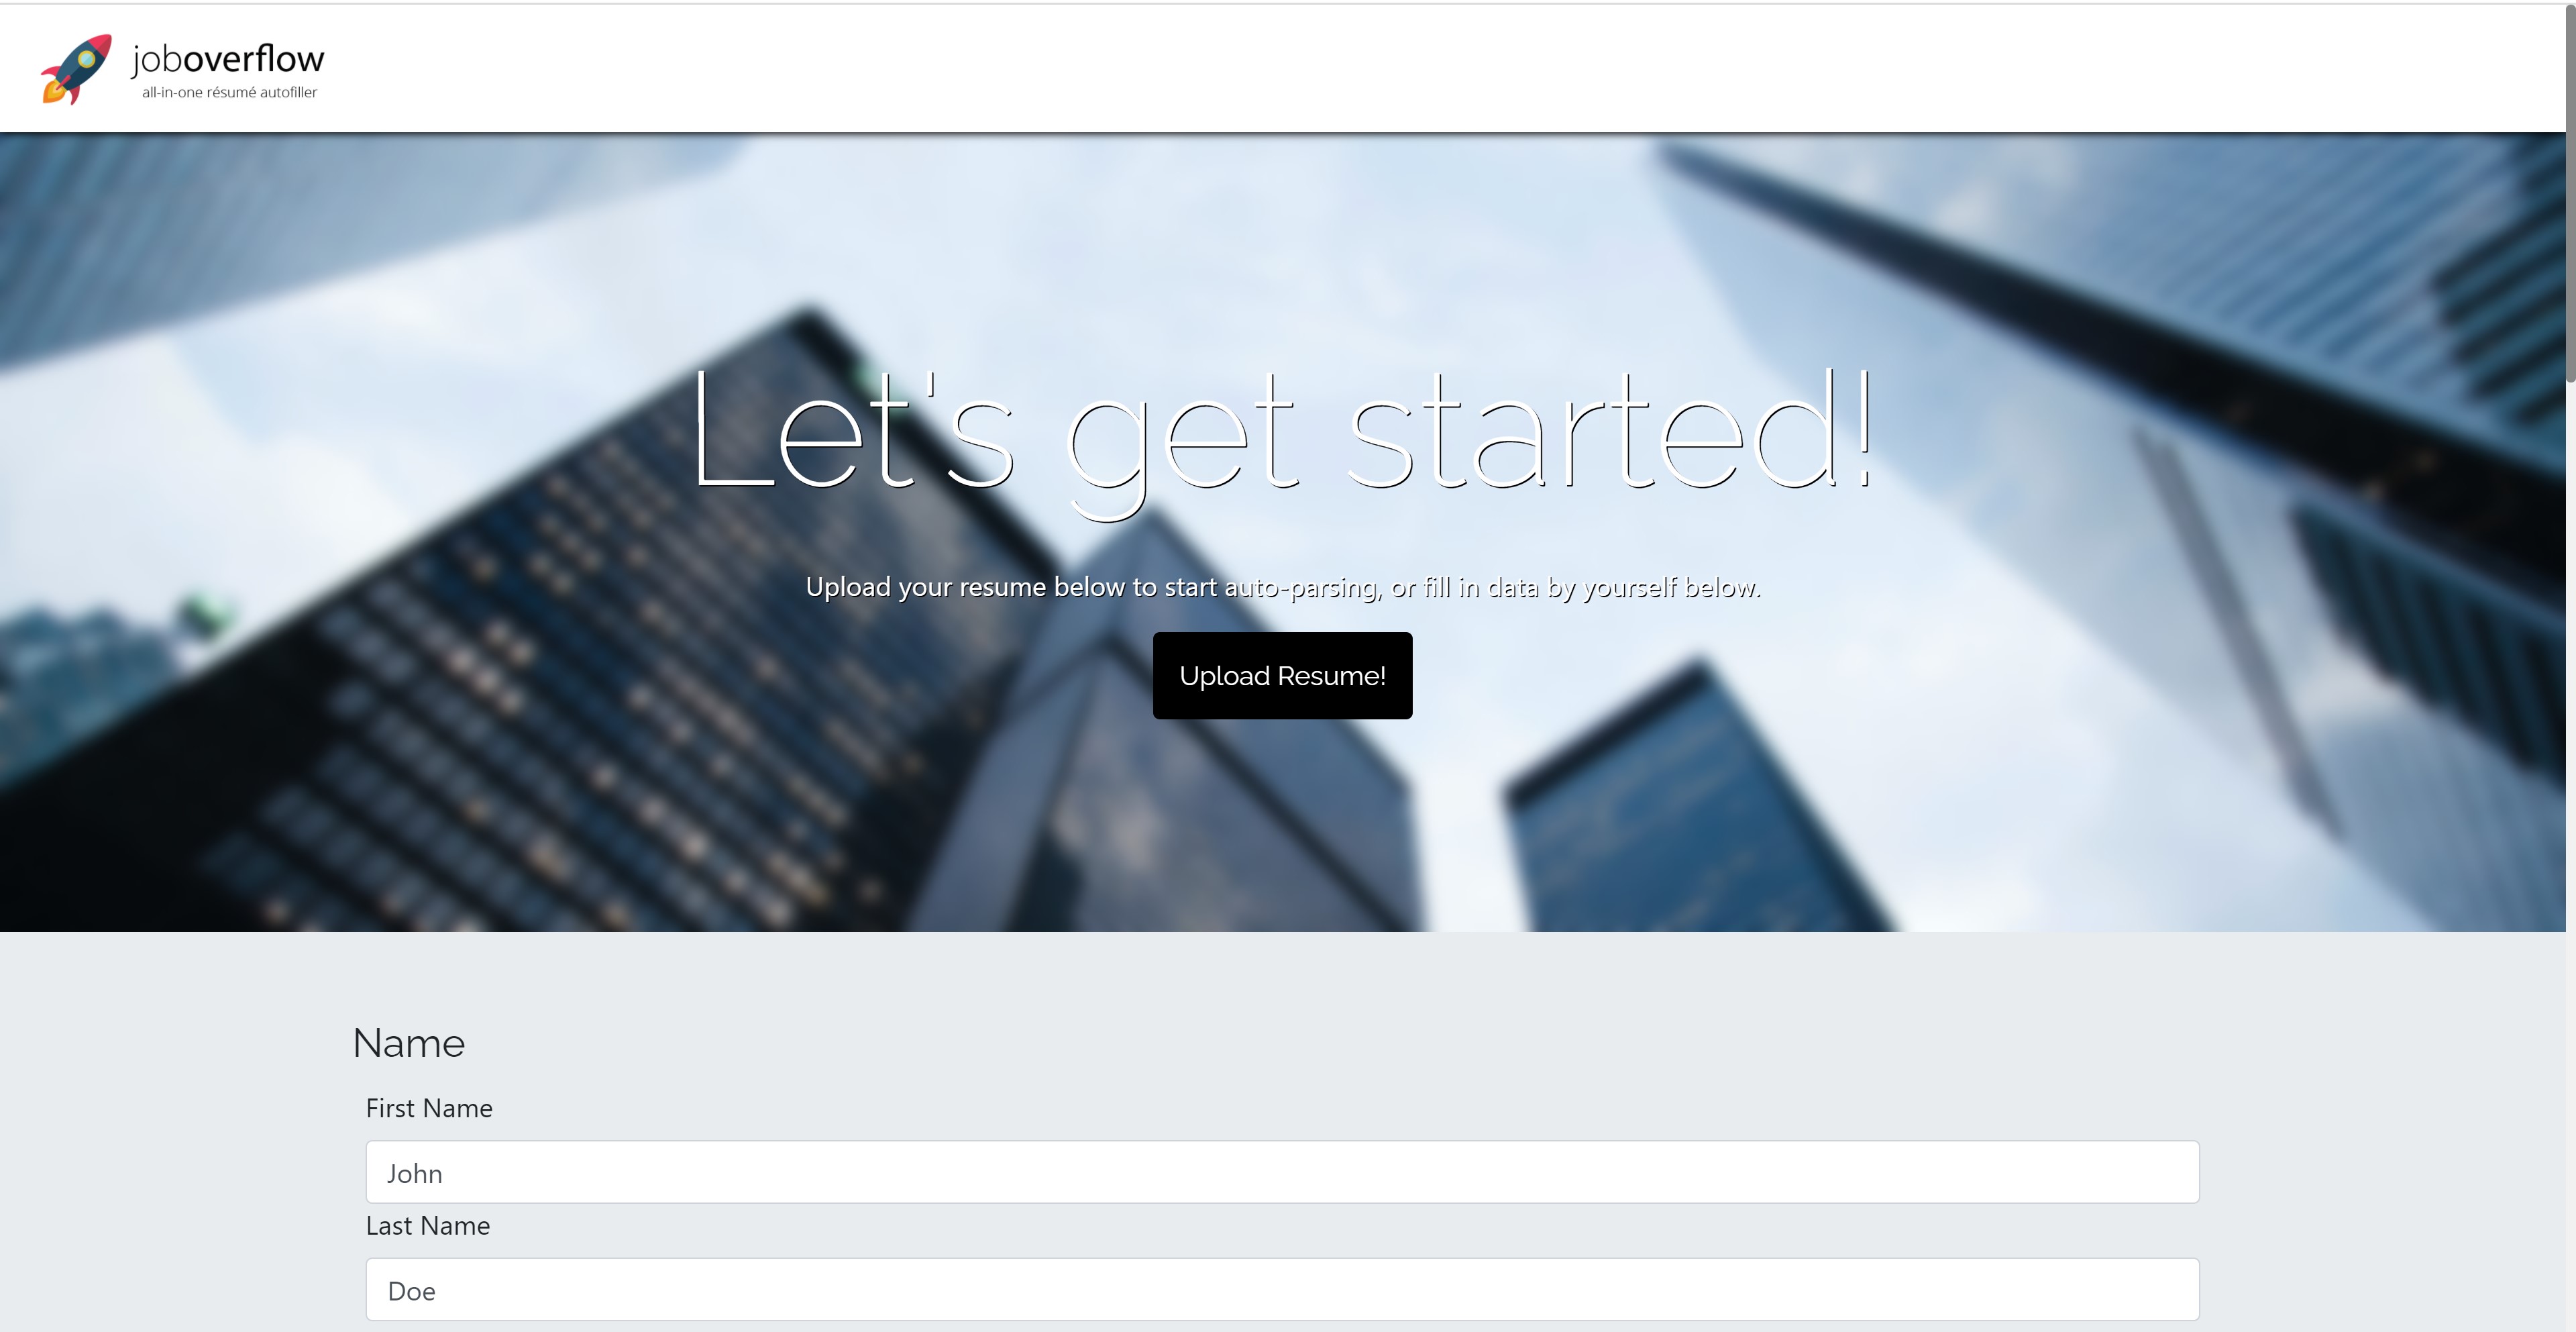 joboverflow
all-in-one résumé autofiller
Let's get started!
Upload your resume below to start auto-parsing, or fill in data by yourself below.
Upload Resume!
Name
First Name
John
Last Name
Doe